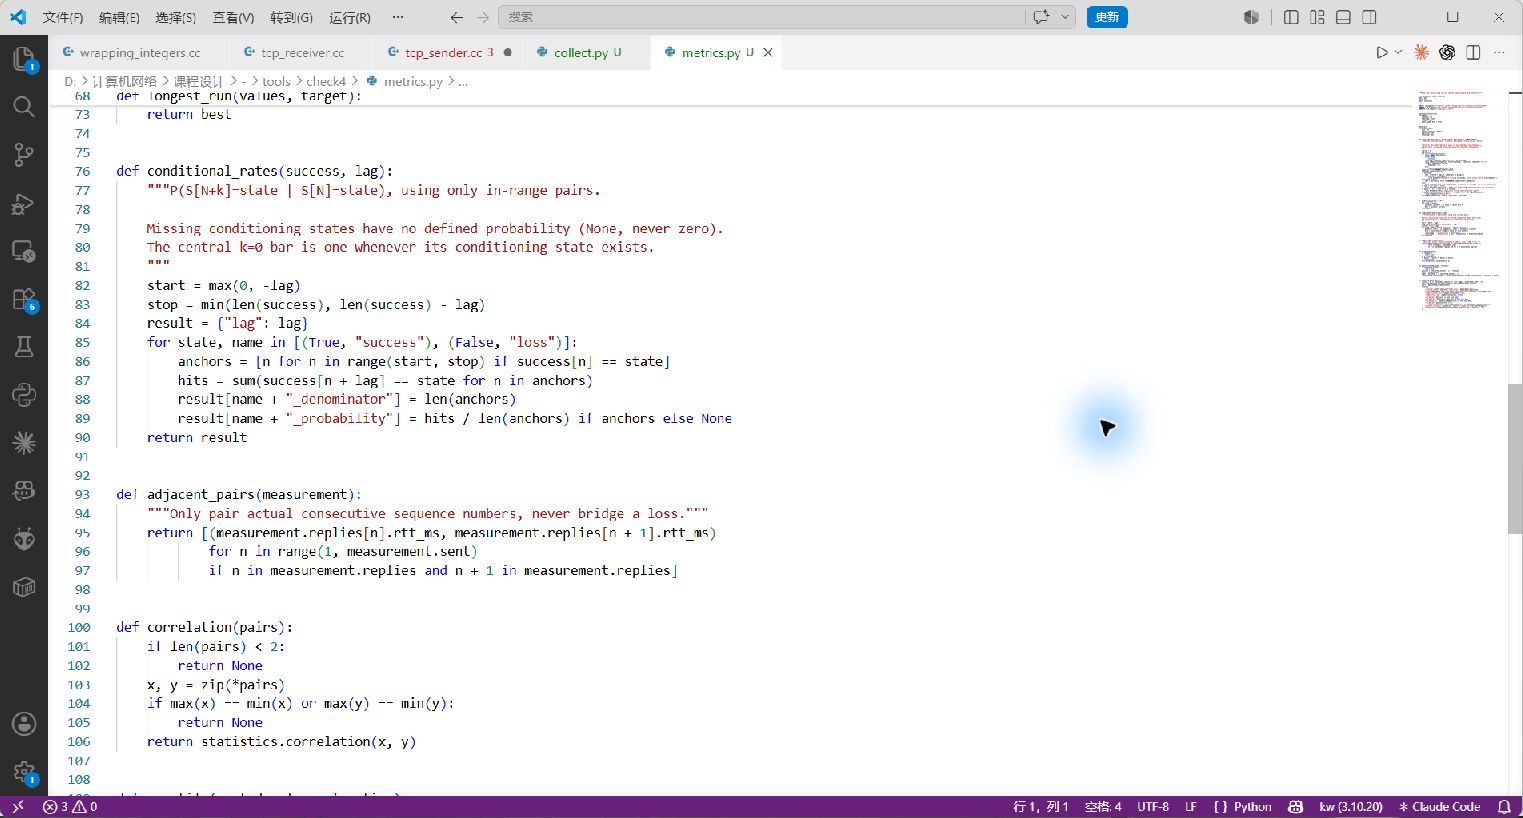 文件(F) 编辑(E) 选择(S) 查看(V) 转到(G) 运行(R) ··· 搜索 更新
wrapping_integers.cc tcp_receiver.cc tcp_sender.cc 3 collect.py U metrics.py U
D: > 计算机网络 > 课程设计 > - > tools > check4 > metrics.py > ...
68 def longest_run(values, target):
73 return best
74
75
76 def conditional_rates(success, lag):
77 """P(S[N+k]=state | S[N]=state), using only in-range pairs.
78
79 Missing conditioning states have no defined probability (None, never zero).
80 The central k=0 bar is one whenever its conditioning state exists.
81 """
82 start = max(0, -lag)
83 stop = min(len(success), len(success) - lag)
84 result = {"lag": lag}
85 for state, name in [(True, "success"), (False, "loss")]:
86 anchors = [n for n in range(start, stop) if success[n] == state]
87 hits = sum(success[n + lag] == state for n in anchors)
88 result[name + "_denominator"] = len(anchors)
89 result[name + "_probability"] = hits / len(anchors) if anchors else None
90 return result
91
92
93 def adjacent_pairs(measurement):
94 """Only pair actual consecutive sequence numbers, never bridge a loss."""
95 return [(measurement.replies[n].rtt_ms, measurement.replies[n + 1].rtt_ms)
96 for n in range(1, measurement.sent)
97 if n in measurement.replies and n + 1 in measurement.replies]
98
99
100 def correlation(pairs):
101 if len(pairs) < 2:
102 return None
103 x, y = zip(*pairs)
104 if max(x) == min(x) or max(y) == min(y):
105 return None
106 return statistics.correlation(x, y)
107
108
3 0 行 1，列 1 空格: 4 UTF-8 LF { } Python kw (3.10.20) Claude Code